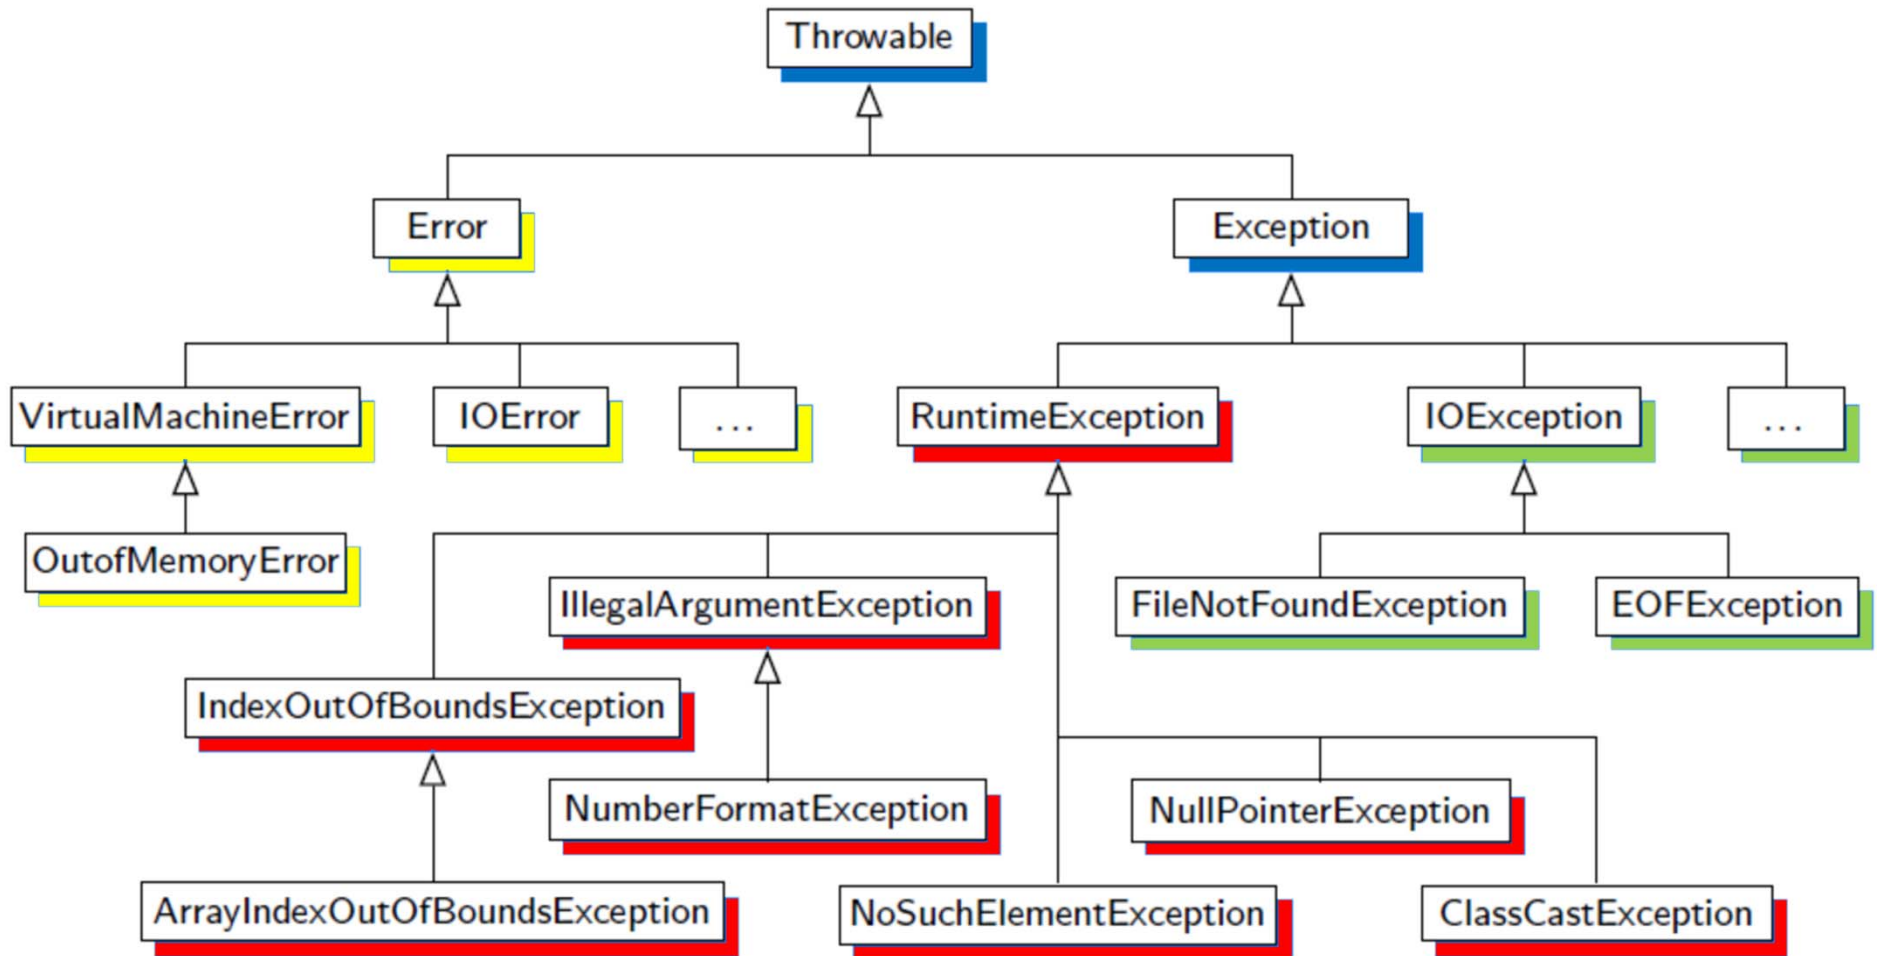 Throwable
Error
Exception
VirtualMachineError
IOError
...
RuntimeException
IOException
...
OutofMemoryError
IllegalArgumentException
FileNotFoundException
EOFException
IndexOutOfBoundsException
NumberFormatException
NullPointerException
ArrayIndexOutOfBoundsException
NoSuchElementException
ClassCastException